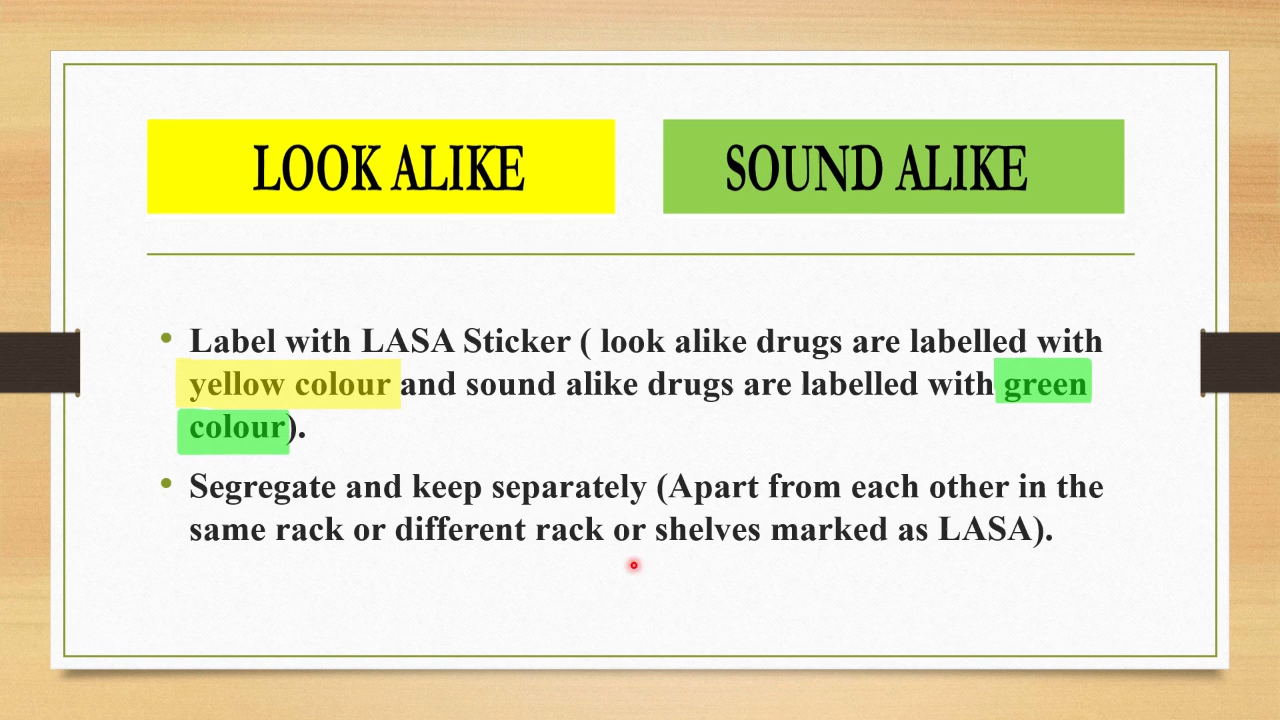 LOOK ALIKE
SOUND ALIKE
• Label with LASA Sticker ( look alike drugs are labelled with
yellow colour and sound alike drugs are labelled with green
colour).
• Segregate and keep separately (Apart from each other in the
same rack or different rack or shelves marked as LASA).